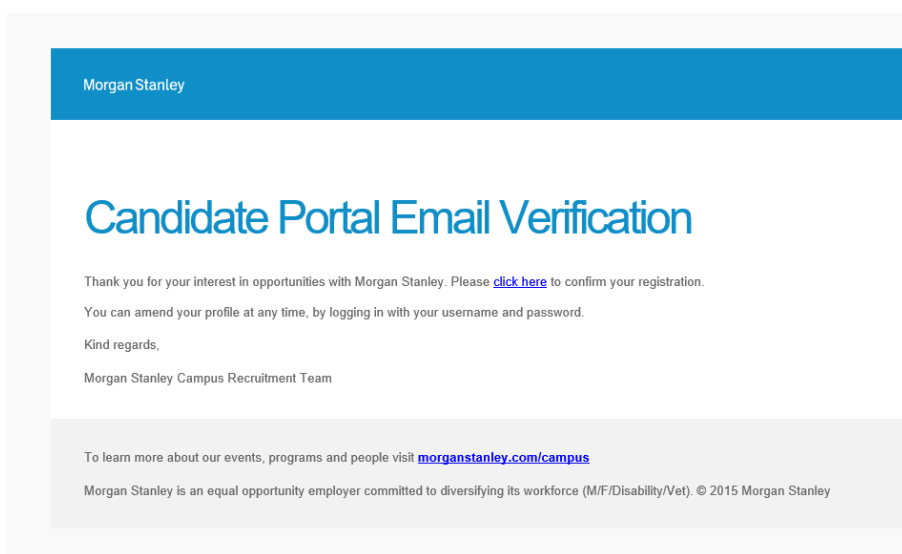 Morgan Stanley
Candidate Portal Email Verification
Thank you for your interest in opportunities with Morgan Stanley. Please click here to confirm your registration.
You can amend your profile at any time, by logging in with your username and password.
Kind regards,
Morgan Stanley Campus Recruitment Team
To learn more about our events, programs and people visit morganstanley.com/campus
Morgan Stanley is an equal opportunity employer committed to diversifying its workforce (M/F/Disability/Vet). © 2015 Morgan Stanley